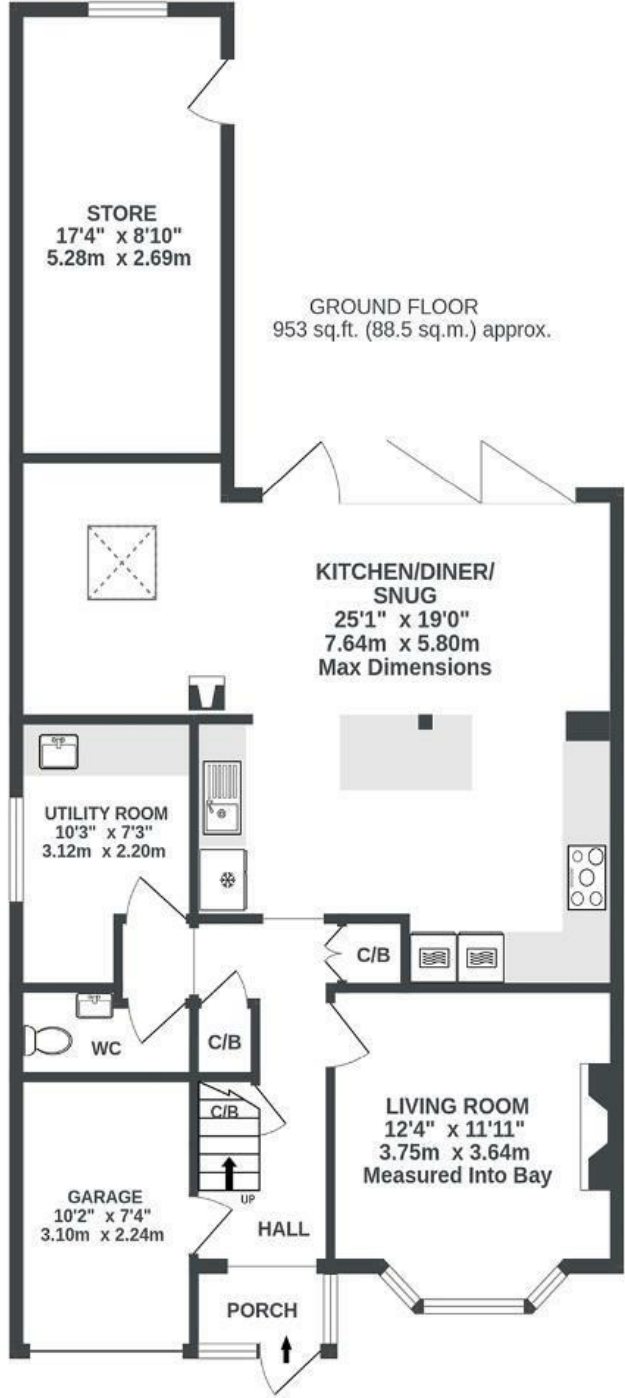 STORE
17'4" x 8'10"
5.28m x 2.69m
GROUND FLOOR
953 sq.ft. (88.5 sq.m.) approx.
KITCHEN/DINER/
SNUG
25'1" x 19'0"
7.64m x 5.80m
Max Dimensions
UTILITY ROOM
10'3" x 7'3"
3.12m x 2.20m
C/B
WC
C/B
C/B
UP
LIVING ROOM
12'4" x 11'11"
3.75m x 3.64m
Measured Into Bay
GARAGE
10'2" x 7'4"
3.10m x 2.24m
HALL
PORCH